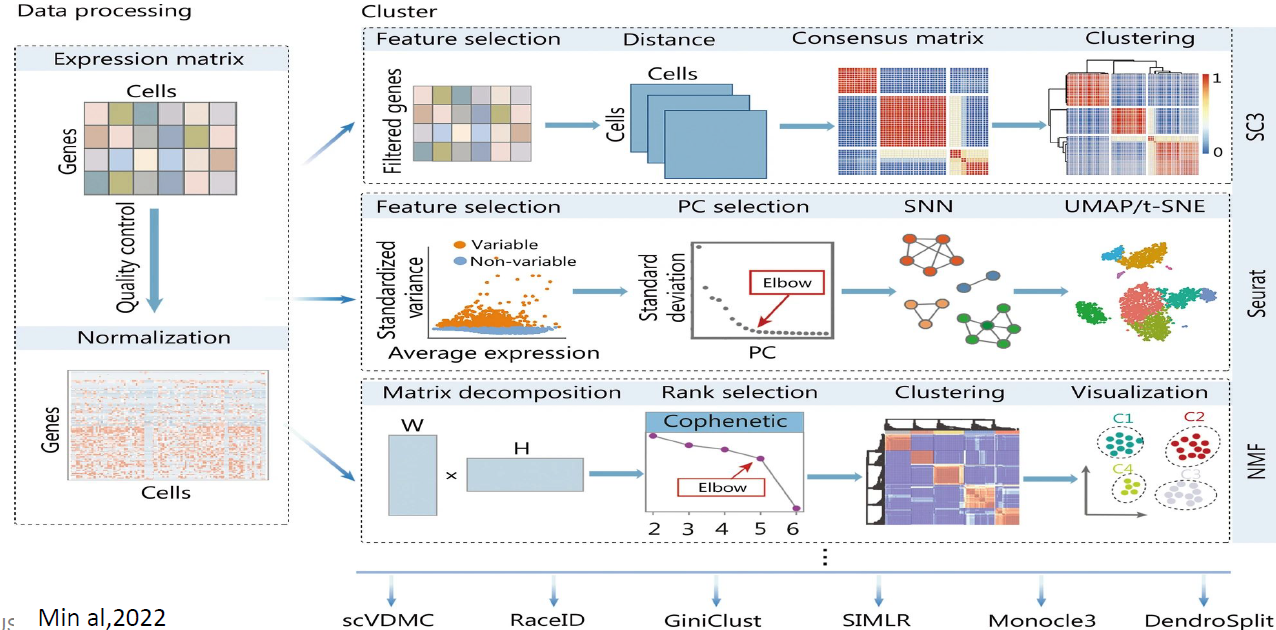 Data processing
Expression matrix
Cells
Genes
Quality control
Normalization
Genes
Cells
Cluster
Feature selection
Distance
Consensus matrix
Clustering
Filtered genes
Cells
Cells
1
0
SC3
Feature selection
PC selection
SNN
UMAP/t-SNE
Standardized
variance
Variable
Non-variable
Average expression
Standard
deviation
Elbow
PC
Seurat
Matrix decomposition
Rank selection
Clustering
Visualization
W
x
H
Cophenetic
Elbow
2 3 4 5 6
C1
C2
C4
C3
NMF
scVDMC
RaceID
GiniClust
SIMLR
Monocle3
DendroSplit
Min al,2022